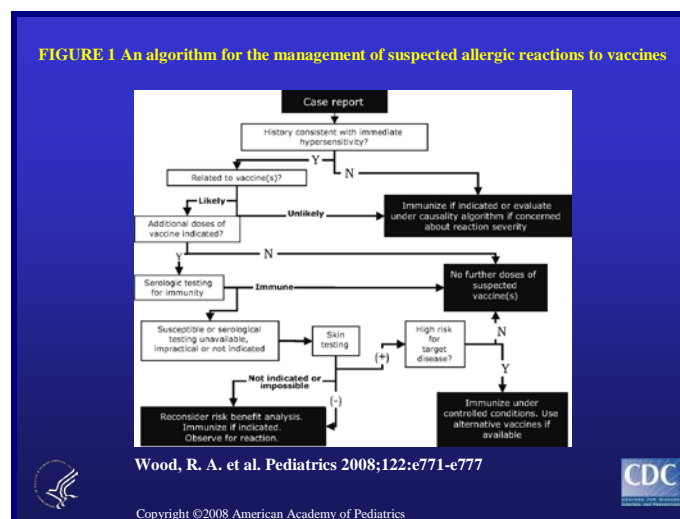 FIGURE 1 An algorithm for the management of suspected allergic reactions to vaccines
Case report
History consistent with immediate
hypersensitivity?
Y
N
Related to vaccine(s)?
Likely
Unlikely
Immunize if indicated or evaluate
under causality algorithm if concerned
about reaction severity
Additional doses of
vaccine indicated?
Y
N
Serologic testing
for immunity
Immune
No further doses of
suspected
vaccine(s)
Susceptible or serological
testing unavailable,
impractical or not indicated
Skin
testing
(+)
High risk
for
target
disease?
N
Y
Not indicated or
impossible
(-)
Reconsider risk benefit analysis.
Immunize if indicated.
Observe for reaction.
Immunize under
controlled conditions. Use
alternative vaccines if
available
Wood, R. A. et al. Pediatrics 2008;122:e771-e777
CDC
Copyright ©2008 American Academy of Pediatrics